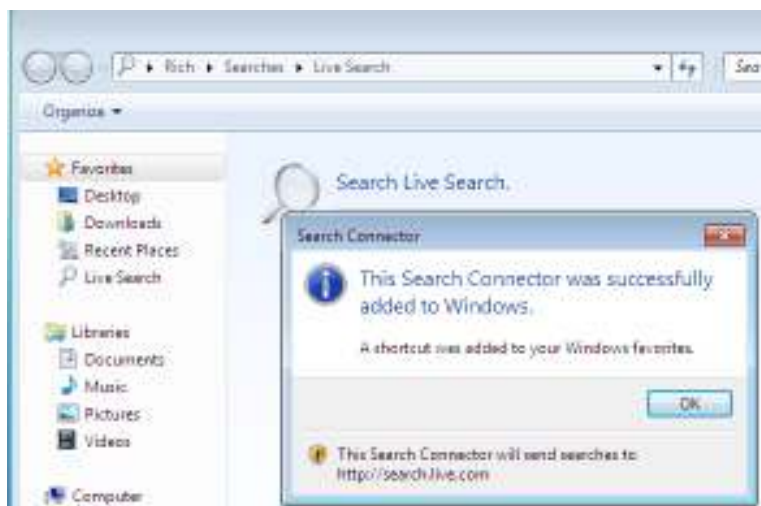 Rich ▸ Searches ▸ Live Search
Sea
Organize
Favorites
Desktop
Downloads
Recent Places
Live Search
Libraries
Documents
Music
Pictures
Videos
Computer
Search Live Search.
Search Connector
This Search Connector was successfully
added to Windows.
A shortcut was added to your Windows favorites.
OK
This Search Connector will send searches to:
http://search.live.com